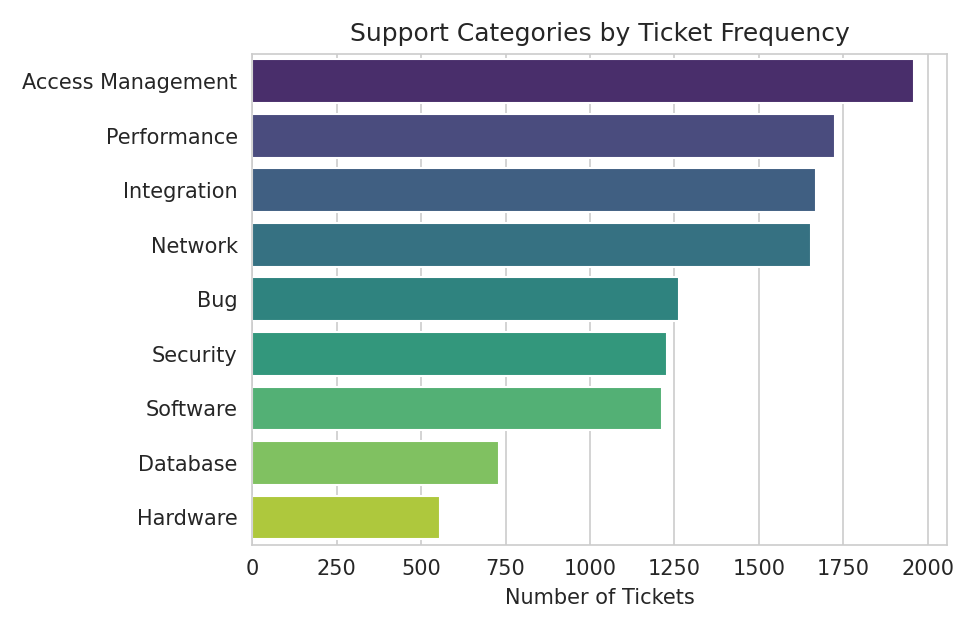 Support Categories by Ticket Frequency
Access Management
Performance
Integration
Network
Bug
Security
Software
Database
Hardware
0 250 500 750 1000 1250 1500 1750 2000
Number of Tickets